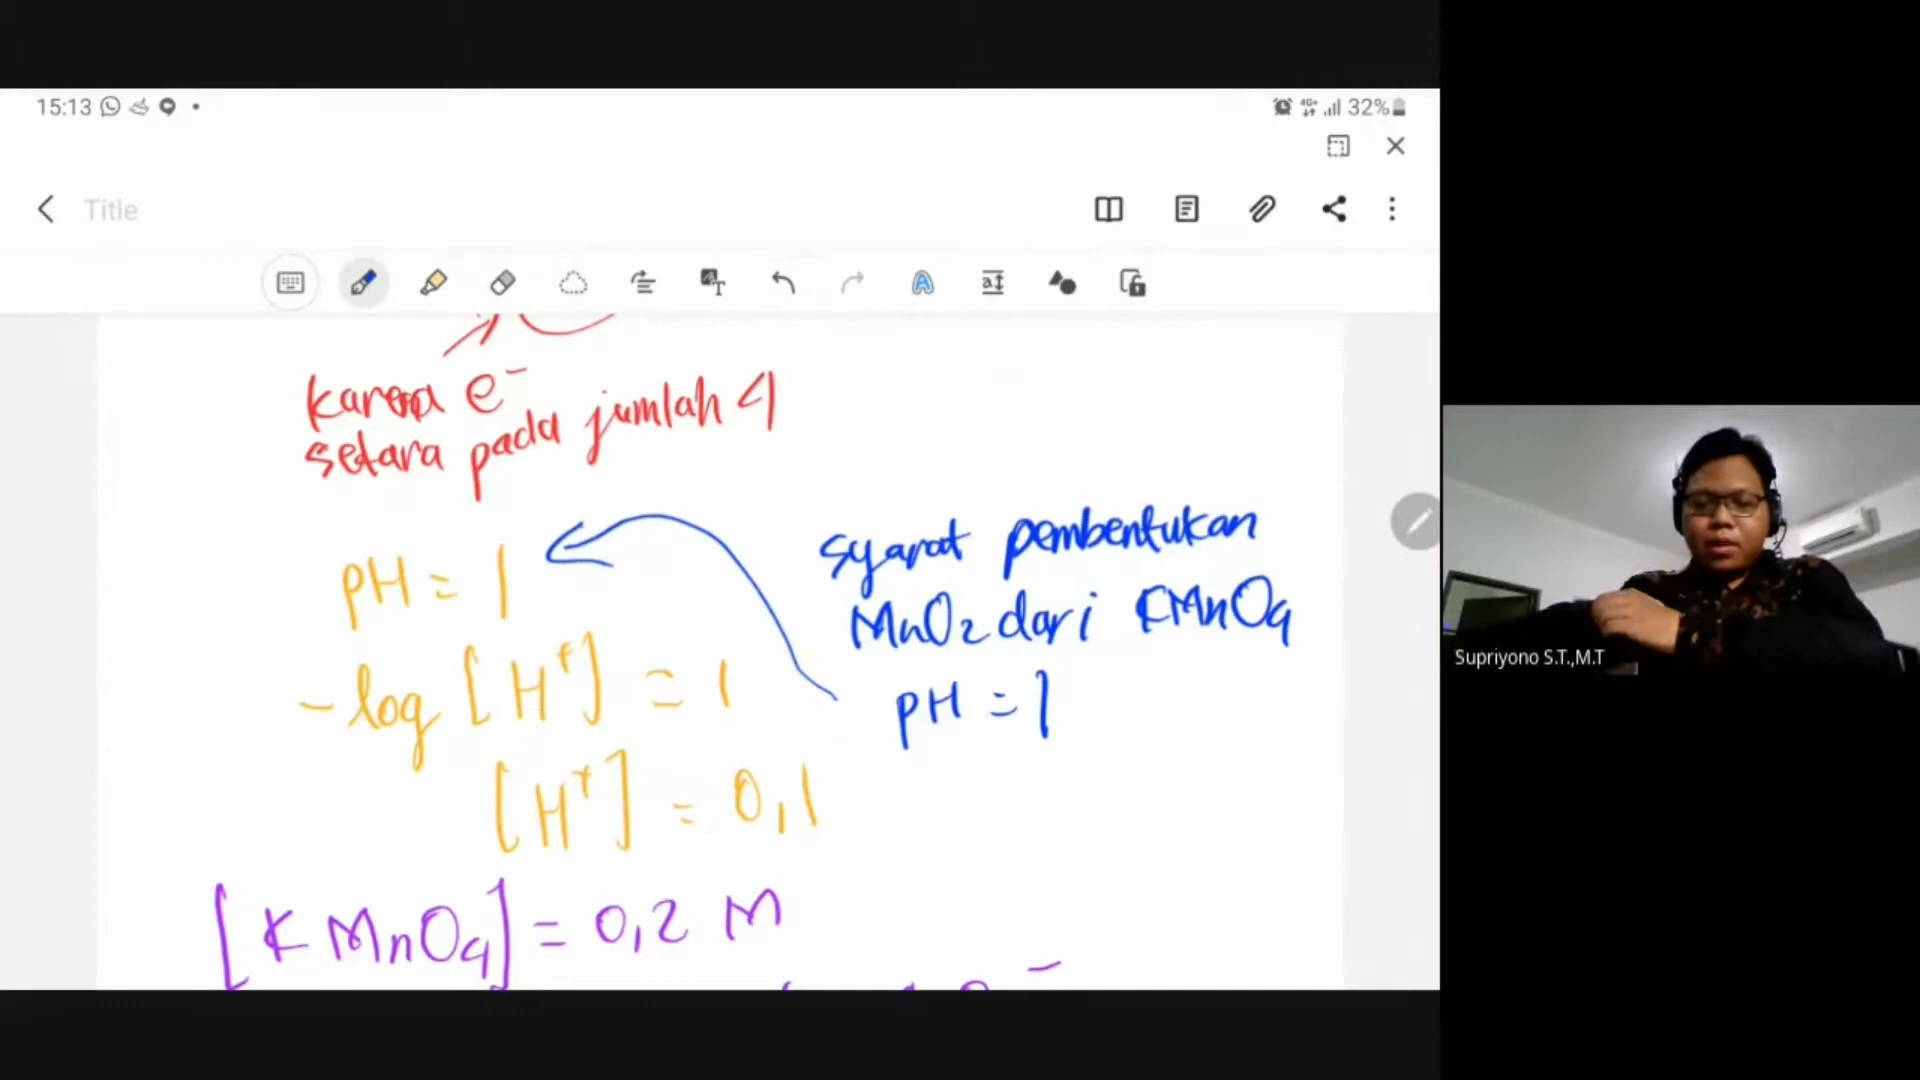 15:13
32%
Title
karena e⁻
setara pada jumlah 4
pH = 1
-log [H⁺] = 1
[H⁺] = 0,1
syarat pembentukan
MnO₂ dari KMnO₄
pH = 1
[KMnO₄] = 0,2 M
Supriyono S.T.,M.T